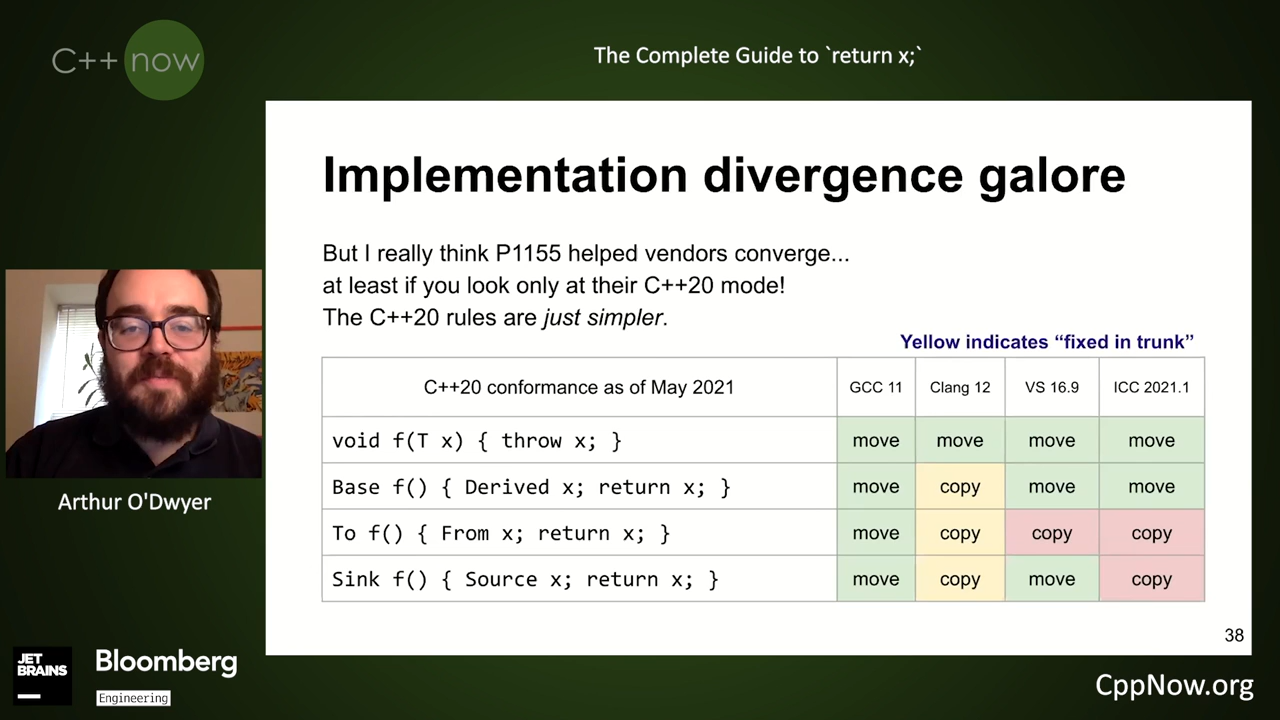 C++ now
The Complete Guide to `return x;`
Implementation divergence galore
But I really think P1155 helped vendors converge...
at least if you look only at their C++20 mode!
The C++20 rules are just simpler.
Yellow indicates “fixed in trunk”
C++20 conformance as of May 2021 GCC 11 Clang 12 VS 16.9 ICC 2021.1
void f(T x) { throw x; } move move move move
Base f() { Derived x; return x; } move copy move move
To f() { From x; return x; } move copy copy copy
Sink f() { Source x; return x; } move copy move copy
38
Arthur O'Dwyer
JET
BRAINS
Bloomberg
Engineering
CppNow.org